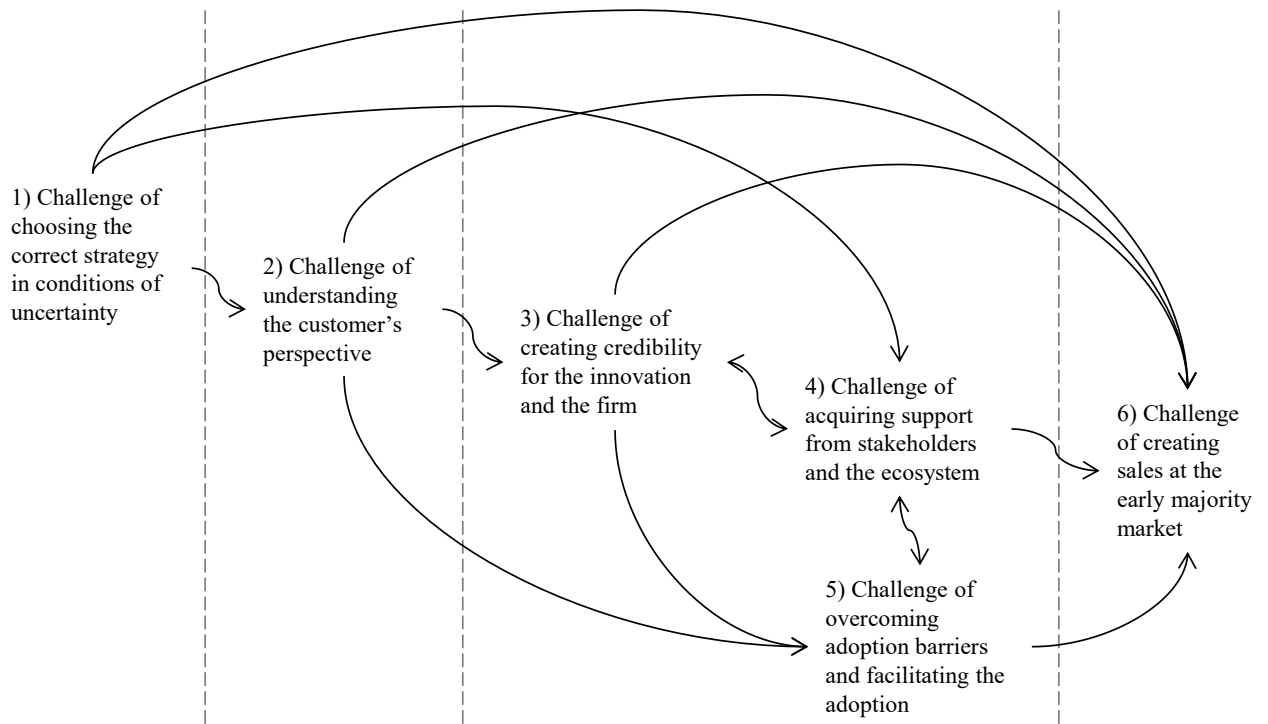 1) Challenge of
choosing the
correct strategy
in conditions of
uncertainty
2) Challenge of
understanding
the customer’s
perspective
3) Challenge of
creating credibility
for the innovation
and the firm
4) Challenge of
acquiring support
from stakeholders
and the ecosystem
5) Challenge of
overcoming
adoption barriers
and facilitating the
adoption
6) Challenge
of creating
sales at the
early majority
market